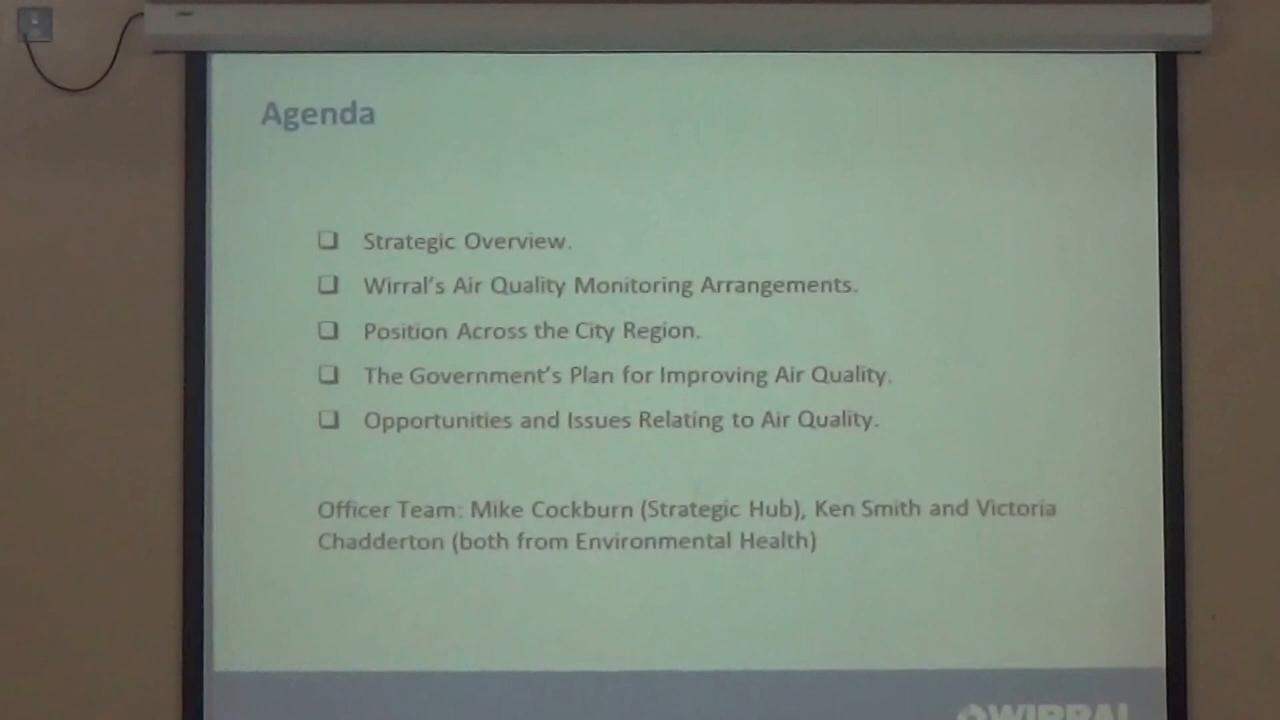 Agenda
❑ Strategic Overview.
❑ Wirral's Air Quality Monitoring Arrangements.
❑ Position Across the City Region.
❑ The Government's Plan for Improving Air Quality.
❑ Opportunities and Issues Relating to Air Quality.
Officer Team: Mike Cockburn (Strategic Hub), Ken Smith and Victoria
Chadderton (both from Environmental Health)
WIRRAL